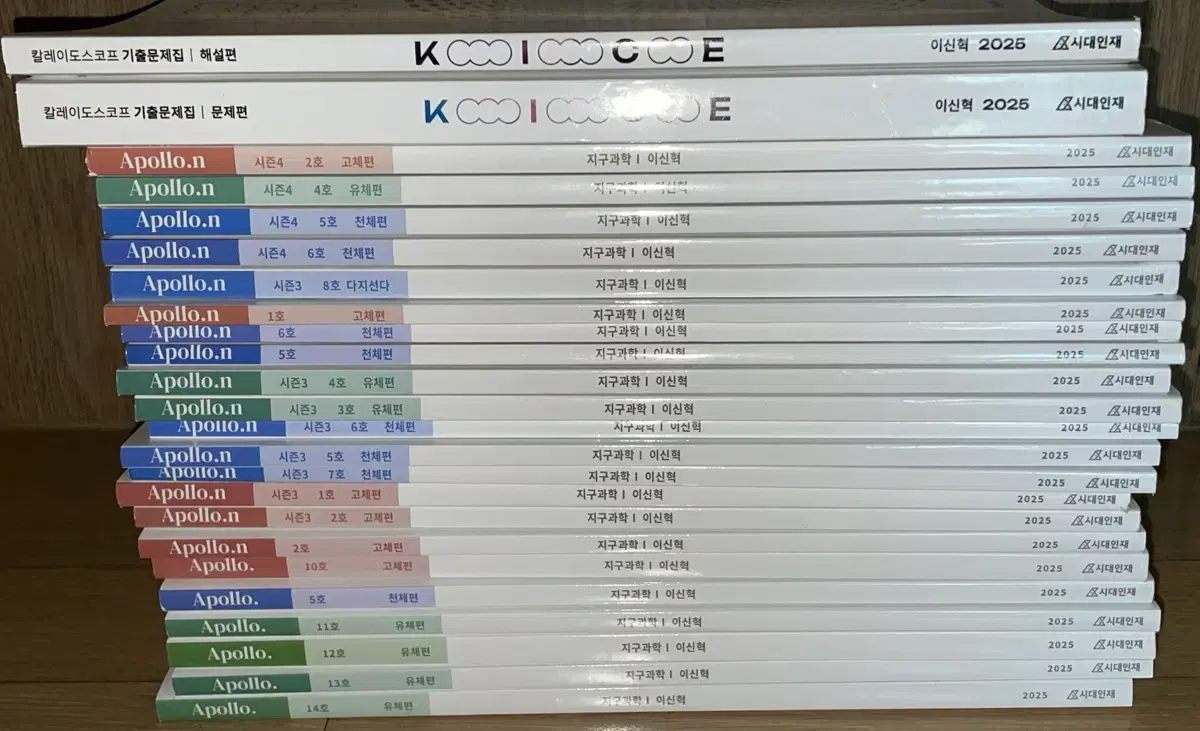 칼레이도스코프 기출문제집 | 해설편 K I C E 이신혁 2025 시대인재
칼레이도스코프 기출문제집 | 문제편 K I C E 이신혁 2025 시대인재
Apollo.n 시즌4 2호 고체편 지구과학 I 이신혁 2025 시대인재
Apollo.n 시즌4 4호 유체편 지구과학 I 이신혁 2025 시대인재
Apollo.n 시즌4 5호 천체편 지구과학 I 이신혁 2025 시대인재
Apollo.n 시즌4 6호 천체편 지구과학 I 이신혁 2025 시대인재
Apollo.n 시즌3 8호 다지선다 지구과학 I 이신혁 2025 시대인재
Apollo.n 1호 고체편 지구과학 I 이신혁 2025 시대인재
Apollo.n 6호 천체편 지구과학 I 이신혁 2025 시대인재
Apollo.n 5호 천체편 지구과학 I 이신혁 2025 시대인재
Apollo.n 시즌3 4호 유체편 지구과학 I 이신혁 2025 시대인재
Apollo.n 시즌3 3호 유체편 지구과학 I 이신혁 2025 시대인재
Apollo.n 시즌3 6호 천체편 지구과학 I 이신혁 2025 시대인재
Apollo.n 시즌3 5호 천체편 지구과학 I 이신혁 2025 시대인재
Apollo.n 시즌3 7호 천체편 지구과학 I 이신혁 2025 시대인재
Apollo.n 시즌3 1호 고체편 지구과학 I 이신혁 2025 시대인재
Apollo.n 시즌3 2호 고체편 지구과학 I 이신혁 2025 시대인재
Apollo.n 2호 고체편 지구과학 I 이신혁 2025 시대인재
Apollo. 10호 고체편 지구과학 I 이신혁 2025 시대인재
Apollo. 5호 천체편 지구과학 I 이신혁 2025 시대인재
Apollo. 11호 유체편 지구과학 I 이신혁 2025 시대인재
Apollo. 12호 유체편 지구과학 I 이신혁 2025 시대인재
Apollo. 13호 유체편 지구과학 I 이신혁 2025 시대인재
Apollo. 14호 유체편 지구과학 I 이신혁 2025 시대인재